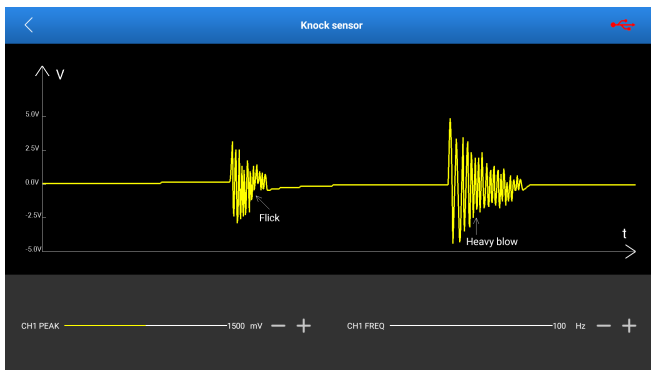 Knock sensor
V
5.0V
2.5V
0.0V
-2.5V
-5.0V
Flick
Heavy blow
t
CH1 PEAK 1500 mV
CH1 FREQ 100 Hz